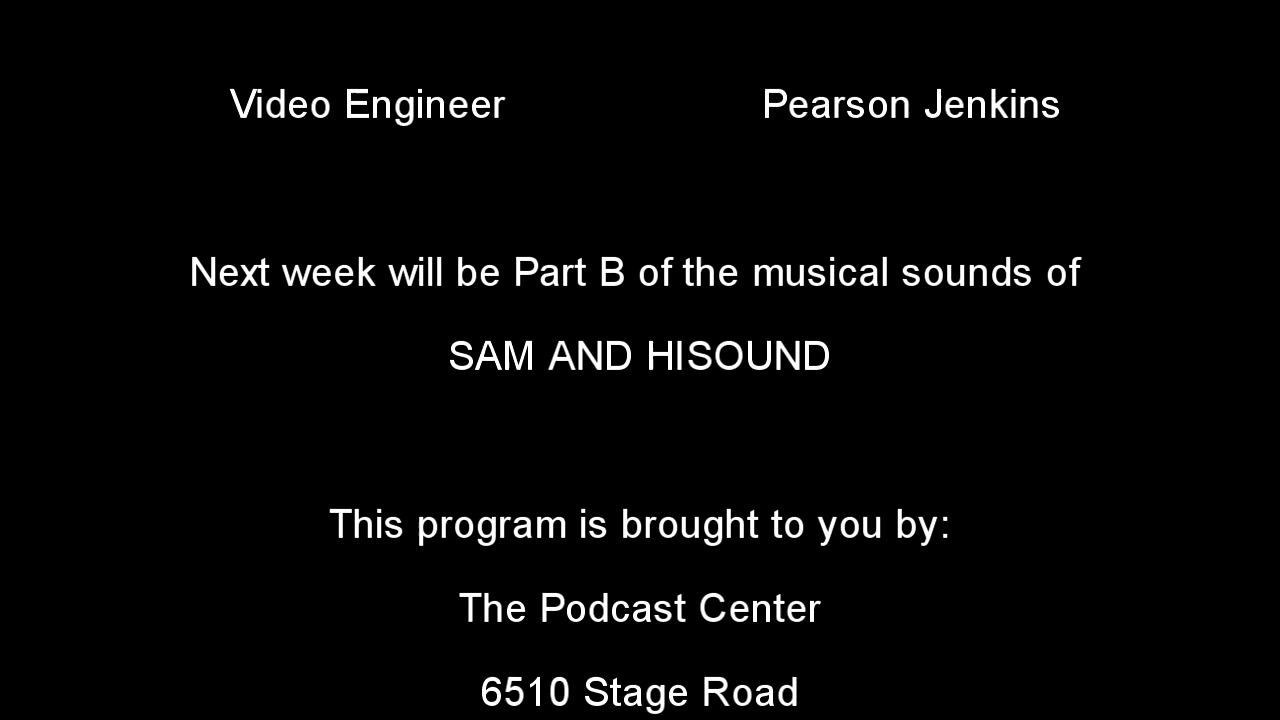 Video Engineer Pearson Jenkins
Next week will be Part B of the musical sounds of
SAM AND HISOUND
This program is brought to you by:
The Podcast Center
6510 Stage Road